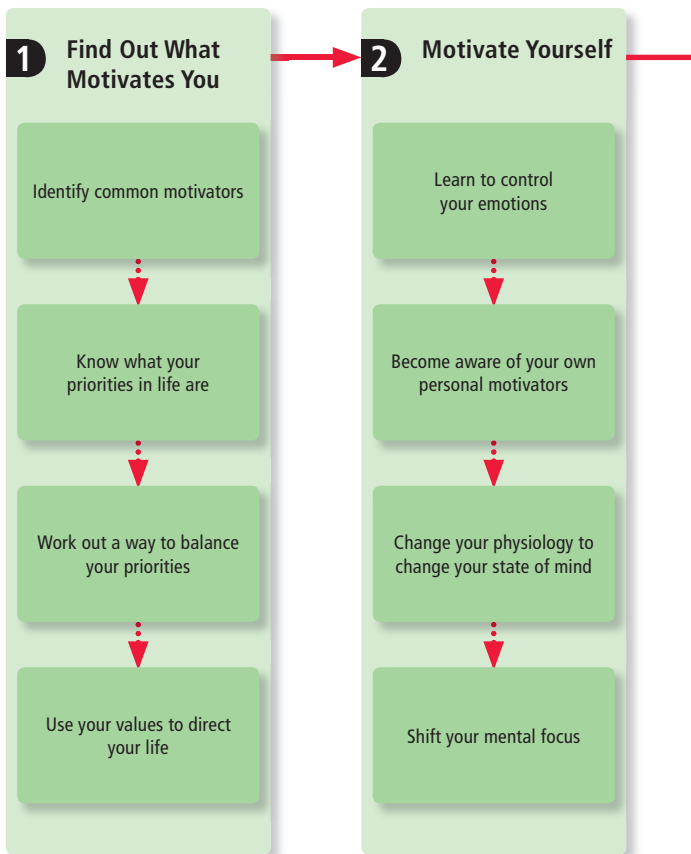 1
Find Out What
Motivates You
Identify common motivators
Know what your
priorities in life are
Work out a way to balance
your priorities
Use your values to direct
your life
2
Motivate Yourself
Learn to control
your emotions
Become aware of your own
personal motivators
Change your physiology to
change your state of mind
Shift your mental focus